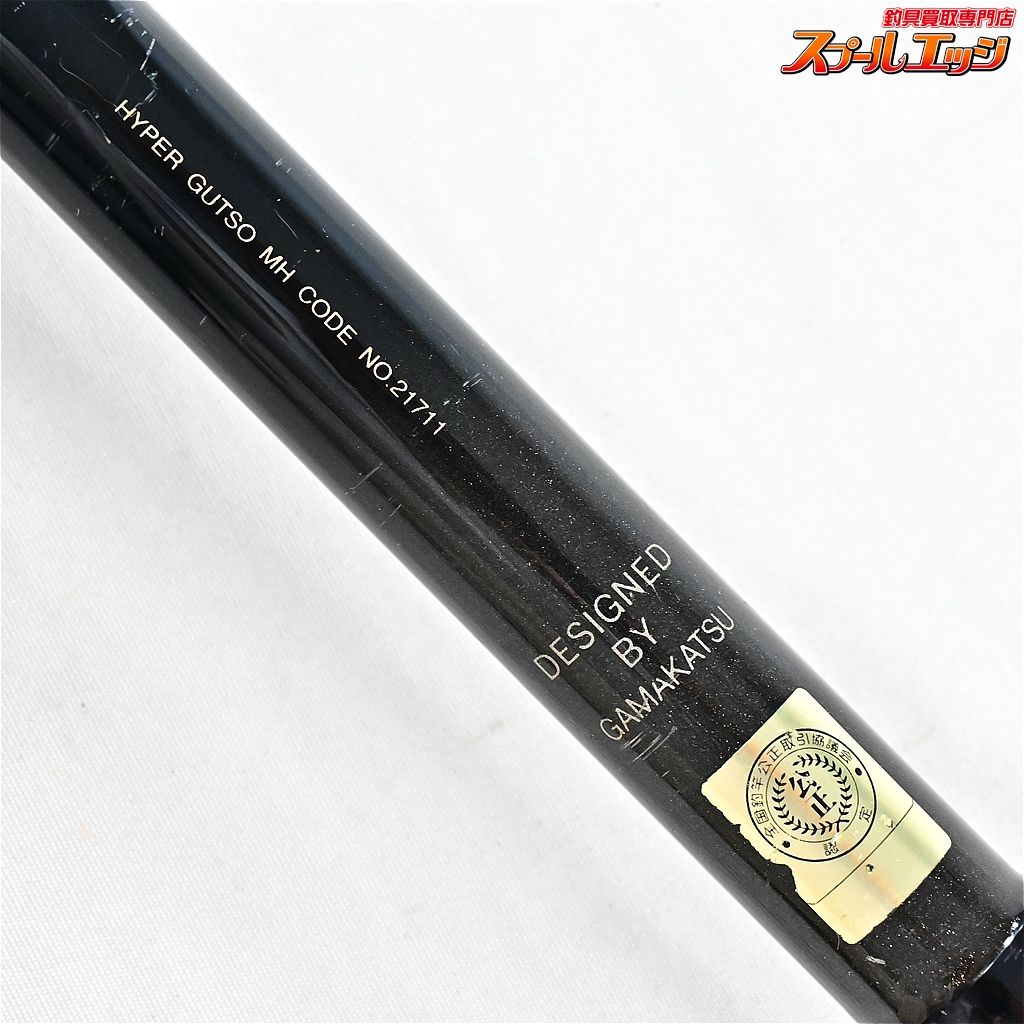 釣具買取専門店
スプールエッジ
HYPER GUTSO MH CODE NO.21711
DESIGNED
BY
GAMAKATSU
全国釣竿公正取引協議会
公正
認定